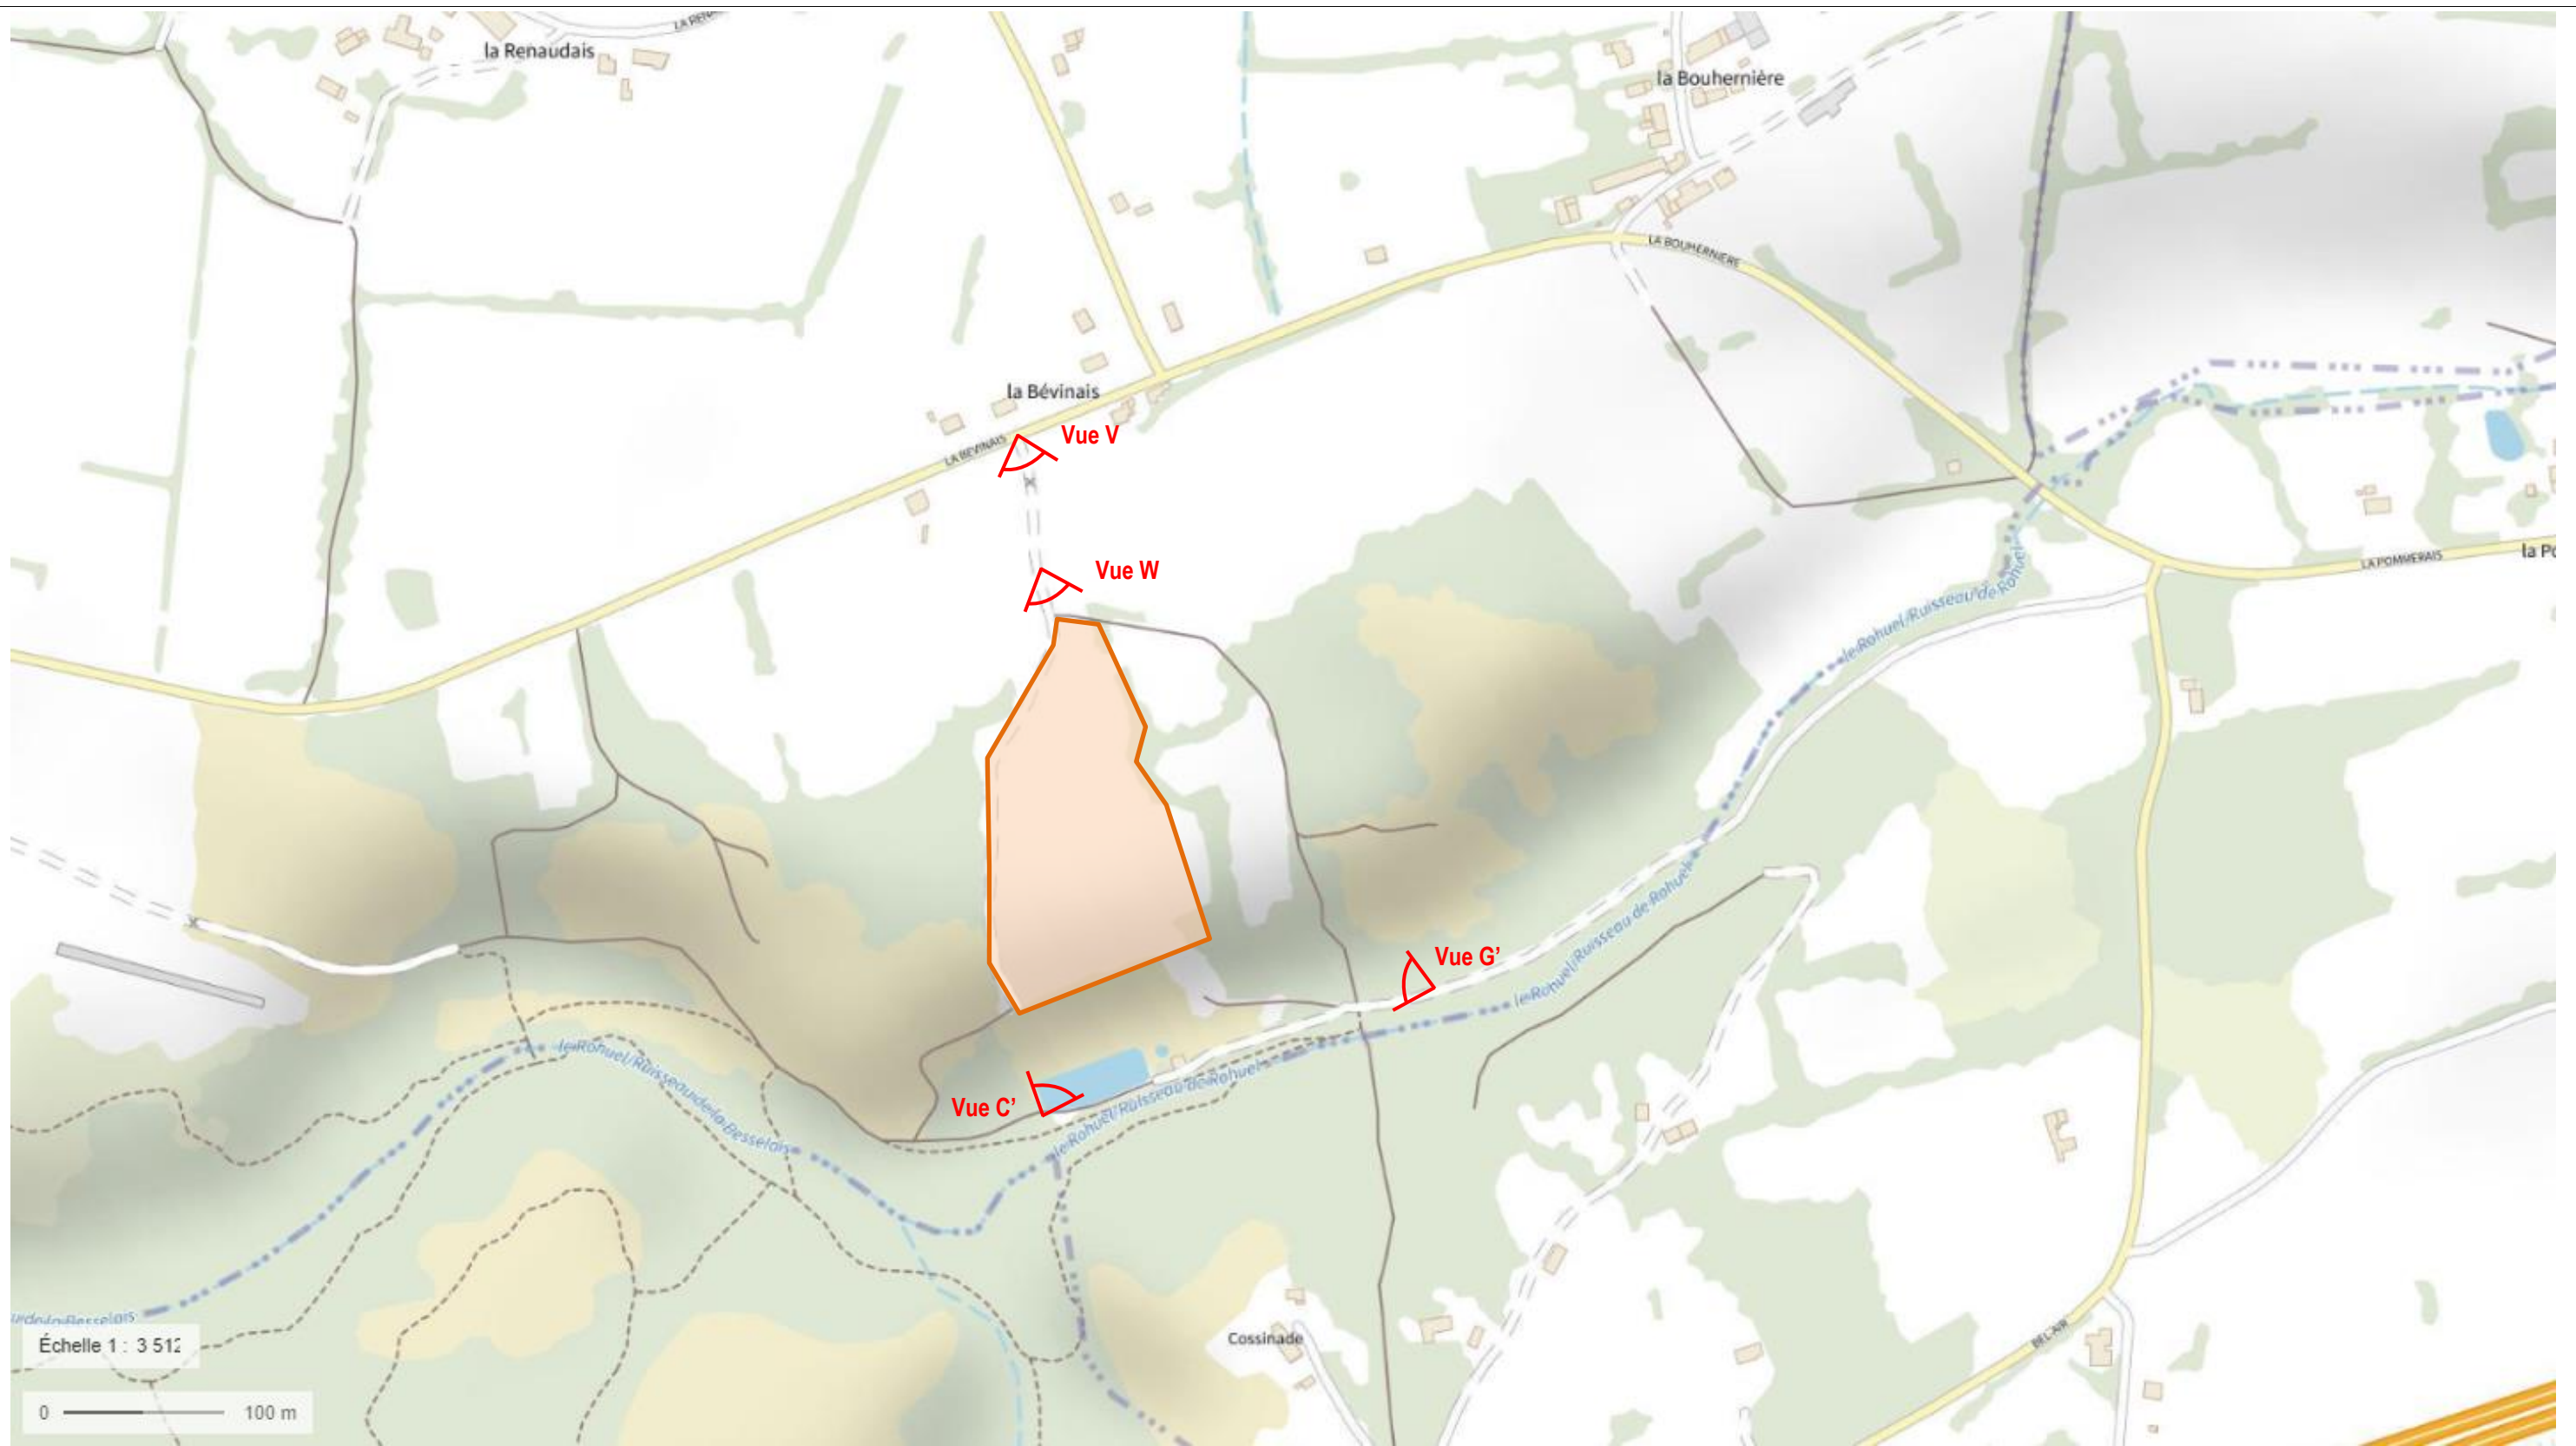 la Renaudais
la Bouhernière
LA BOUHERNIERE
la Bévinais
LA BEVINAIS
Vue V
Vue W
LA POMMERAIS
le Rohuel/Ruisseau de Rohuel
le Rohuel/Ruisseau de Rohuel
Vue G’
le Rohuel/Ruisseau de la Besselais
Vue C’
le Rohuel/Ruisseau de Rohuel
Échelle 1 : 3 512
Cossinade
BEL AIR
0
100 m